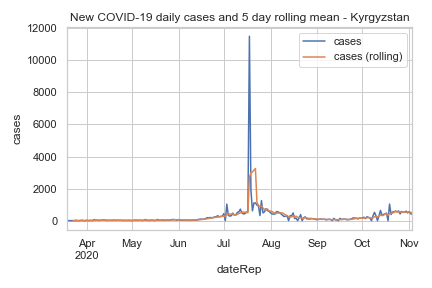 New COVID-19 daily cases and 5 day rolling mean - Kyrgyzstan
12000
10000
8000
6000
4000
2000
0
cases
cases
cases (rolling)
Apr
2020
May
Jun
Jul
Aug
Sep
Oct
Nov
dateRep